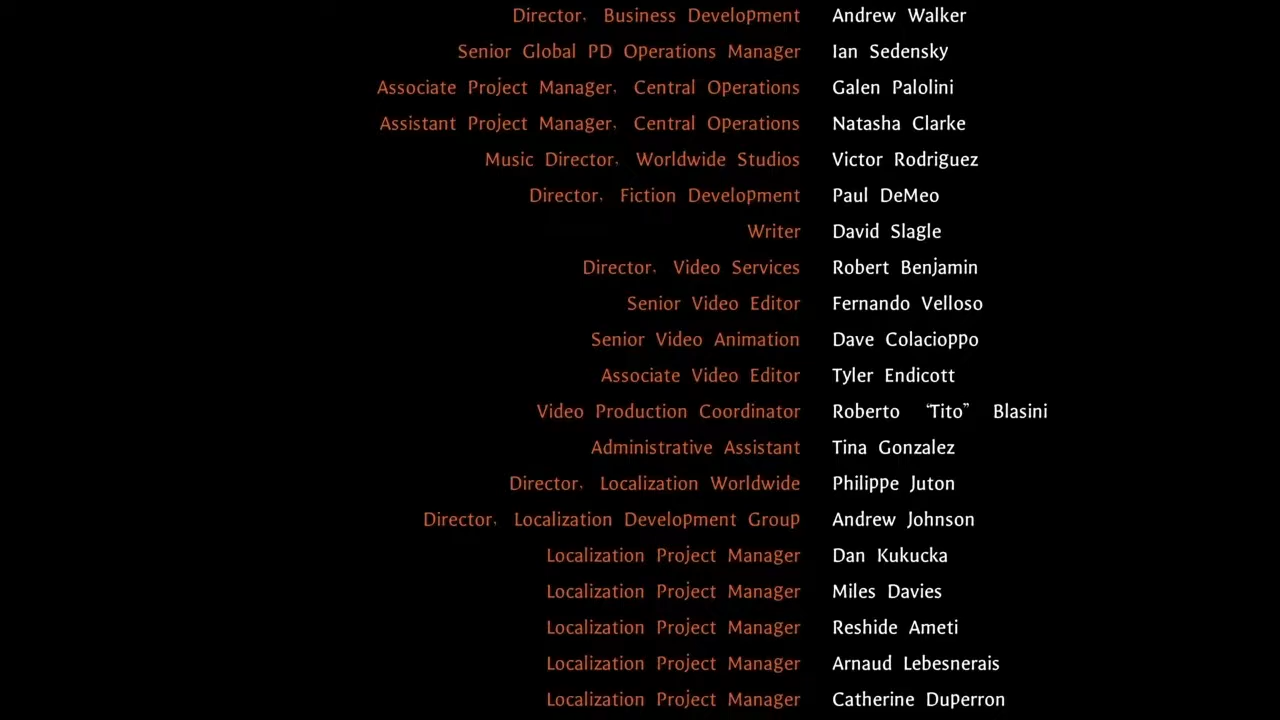 Director, Business Development Andrew Walker
Senior Global PD Operations Manager Ian Sedensky
Associate Project Manager, Central Operations Galen Palolini
Assistant Project Manager, Central Operations Natasha Clarke
Music Director, Worldwide Studios Victor Rodriguez
Director, Fiction Development Paul DeMeo
Writer David Slagle
Director, Video Services Robert Benjamin
Senior Video Editor Fernando Velloso
Senior Video Animation Dave Colacioppo
Associate Video Editor Tyler Endicott
Video Production Coordinator Roberto “Tito” Blasini
Administrative Assistant Tina Gonzalez
Director, Localization Worldwide Philippe Juton
Director, Localization Development Group Andrew Johnson
Localization Project Manager Dan Kukucka
Localization Project Manager Miles Davies
Localization Project Manager Reshide Ameti
Localization Project Manager Arnaud Lebesnerais
Localization Project Manager Catherine Duperron